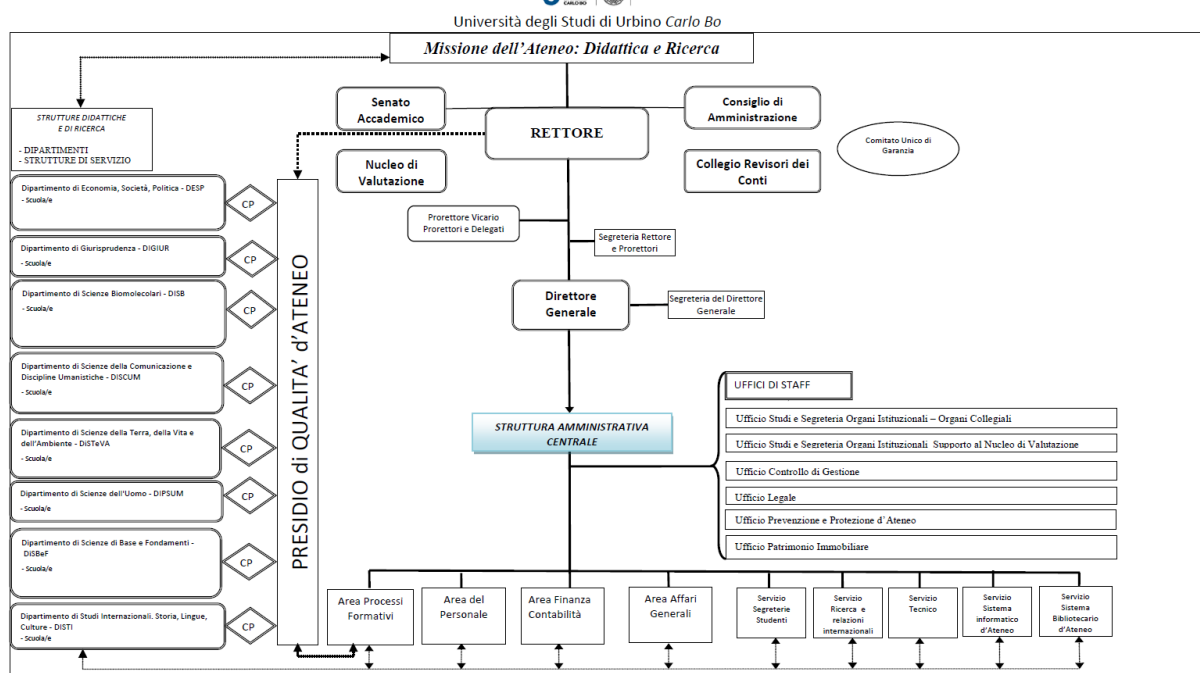 CARLO BO
Università degli Studi di Urbino Carlo Bo
Missione dell'Ateneo: Didattica e Ricerca
STRUTTURE DIDATTICHE
E DI RICERCA
- DIPARTIMENTI
- STRUTTURE DI SERVIZIO
Senato
Accademico
Consiglio di
Amministrazione
RETTORE
Nucleo di
Valutazione
Collegio Revisori dei
Conti
Comitato Unico di
Garanzia
Prorettore Vicario
Prorettori e Delegati
Segreteria Rettore
e Prorettori
Direttore
Generale
Segreteria del Direttore
Generale
Dipartimento di Economia, Società, Politica - DESP
- Scuola/e
CP
Dipartimento di Giurisprudenza - DIGIUR
- Scuola/e
CP
Dipartimento di Scienze Biomolecolari - DISB
- Scuola/e
CP
Dipartimento di Scienze della Comunicazione e
Discipline Umanistiche - DISCUM
- Scuola/e
CP
Dipartimento di Scienze della Terra, della Vita e
dell'Ambiente - DiSTeVA
- Scuola/e
CP
Dipartimento di Scienze dell'Uomo - DIPSUM
- Scuola/e
CP
Dipartimento di Scienze di Base e Fondamenti -
DiSBeF
- Scuola/e
CP
Dipartimento di Studi Internazionali. Storia, Lingue,
Culture - DISTI
- Scuola/e
CP
PRESIDIO di QUALITA' d'ATENEO
STRUTTURA AMMINISTRATIVA
CENTRALE
UFFICI DI STAFF
Ufficio Studi e Segreteria Organi Istituzionali – Organi Collegiali
Ufficio Studi e Segreteria Organi Istituzionali Supporto al Nucleo di Valutazione
Ufficio Controllo di Gestione
Ufficio Legale
Ufficio Prevenzione e Protezione d'Ateneo
Ufficio Patrimonio Immobiliare
Area Processi
Formativi
Area del
Personale
Area Finanza
Contabilità
Area Affari
Generali
Servizio
Segreterie
Studenti
Servizio
Ricerca e
relazioni
internazionali
Servizio
Tecnico
Servizio
Sistema
informatico
d'Ateneo
Servizio
Sistema
Bibliotecario
d'Ateneo